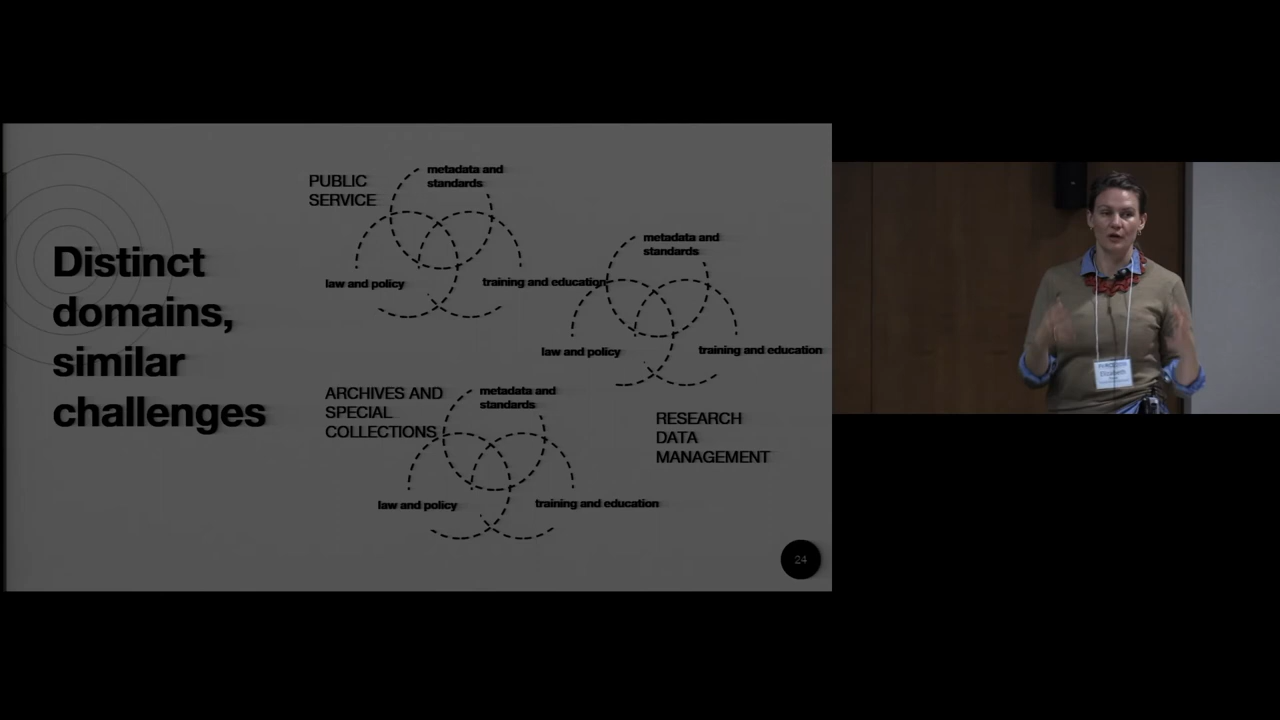 Distinct
domains,
similar
challenges
PUBLIC
SERVICE
metadata and
standards
law and policy
training and education
metadata and
standards
law and policy
training and education
RESEARCH
DATA
MANAGEMENT
ARCHIVES AND
SPECIAL
COLLECTIONS
metadata and
standards
law and policy
training and education
24
Elizabeth